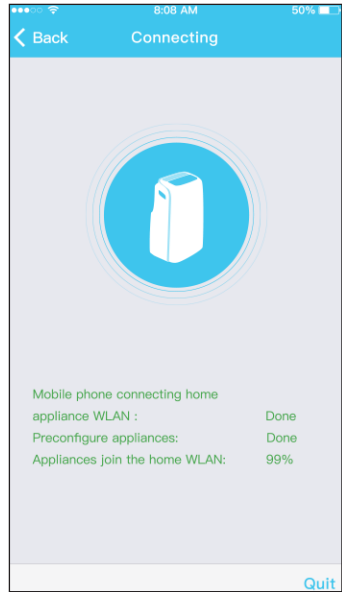 8:08 AM 50%
Back Connecting
Mobile phone connecting home
appliance WLAN : Done
Preconfigure appliances: Done
Appliances join the home WLAN: 99%
Quit